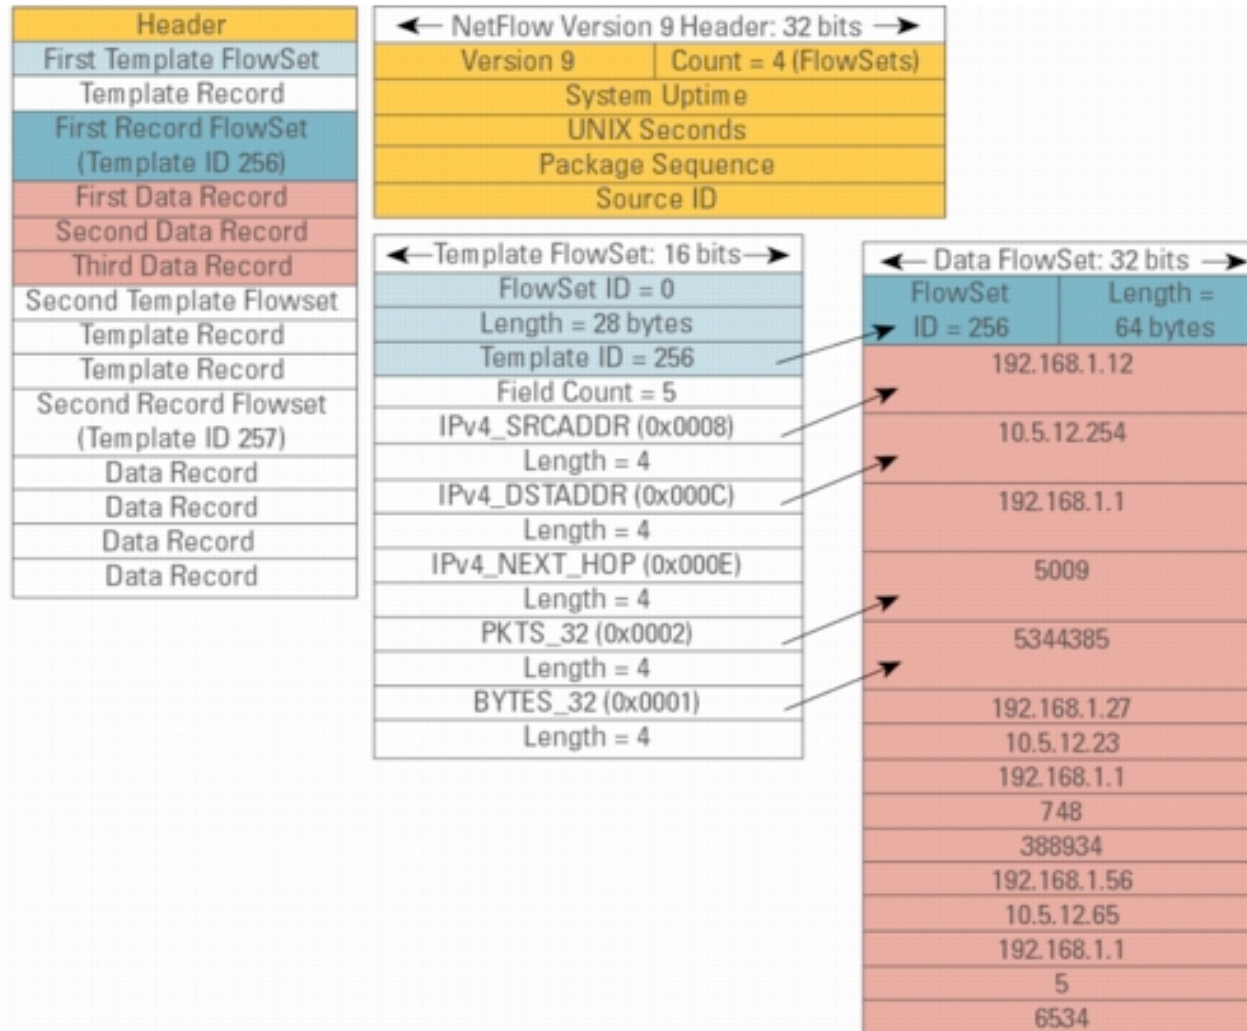 Header
First Template FlowSet
Template Record
First Record FlowSet
(Template ID 256)
First Data Record
Second Data Record
Third Data Record
Second Template Flowset
Template Record
Template Record
Second Record Flowset
(Template ID 257)
Data Record
Data Record
Data Record
Data Record
NetFlow Version 9 Header: 32 bits
Version 9
Count = 4 (FlowSets)
System Uptime
UNIX Seconds
Package Sequence
Source ID
Template FlowSet: 16 bits
FlowSet ID = 0
Length = 28 bytes
Template ID = 256
Field Count = 5
IPv4_SRCADDR (0x0008)
Length = 4
IPv4_DSTADDR (0x000C)
Length = 4
IPv4_NEXT_HOP (0x000E)
Length = 4
PKTS_32 (0x0002)
Length = 4
BYTES_32 (0x0001)
Length = 4
Data FlowSet: 32 bits
FlowSet
ID = 256
Length =
64 bytes
192.168.1.12
10.5.12.254
192.168.1.1
5009
5344385
192.168.1.27
10.5.12.23
192.168.1.1
748
388934
192.168.1.56
10.5.12.65
192.168.1.1
5
6534